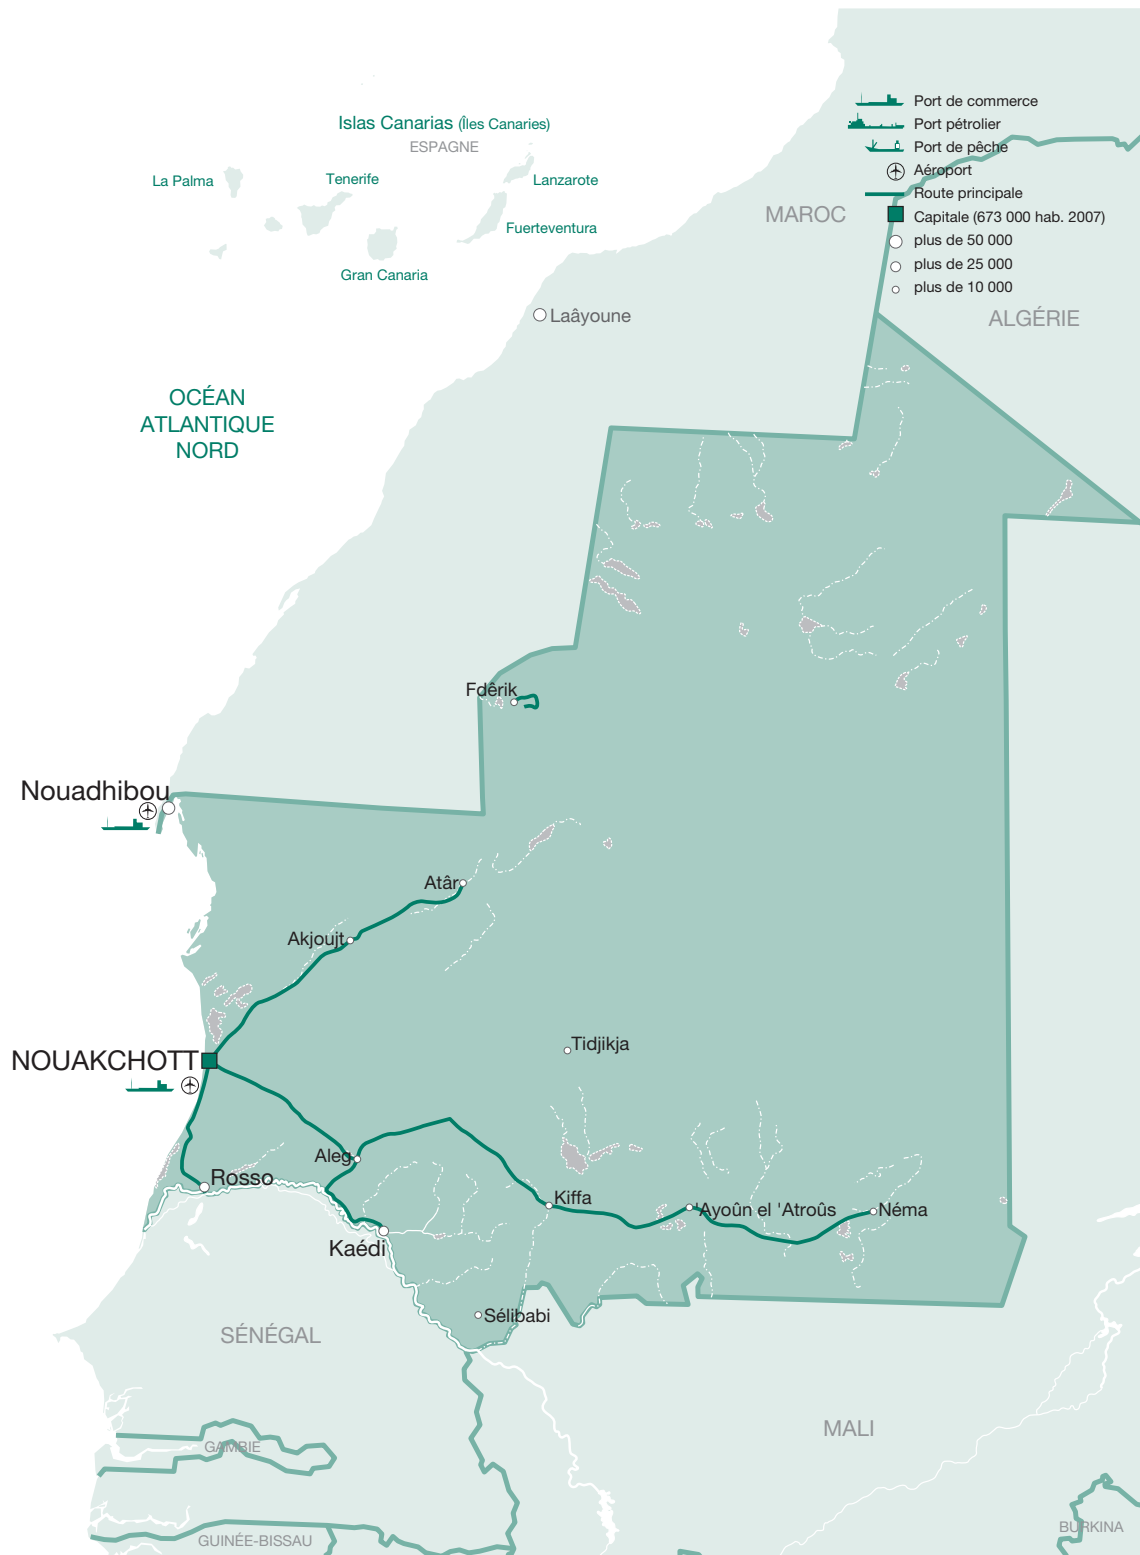 Islas Canarias (Îles Canaries)
ESPAGNE
La Palma
Tenerife
Lanzarote
Fuerteventura
Gran Canaria
Port de commerce
Port pétrolier
Port de pêche
Aéroport
Route principale
Capitale (673 000 hab. 2007)
plus de 50 000
plus de 25 000
plus de 10 000
MAROC
ALGÉRIE
Laâyoune
OCÉAN
ATLANTIQUE
NORD
Fdêrik
Nouadhibou
Atâr
Akjoujt
NOUAKCHOTT
Tidjikja
Aleg
Rosso
Kiffa
'Ayoûn el 'Atroûs
Néma
Kaédi
Sélibabi
SÉNÉGAL
MALI
GAMBIE
GUINÉE-BISSAU
BURKINA